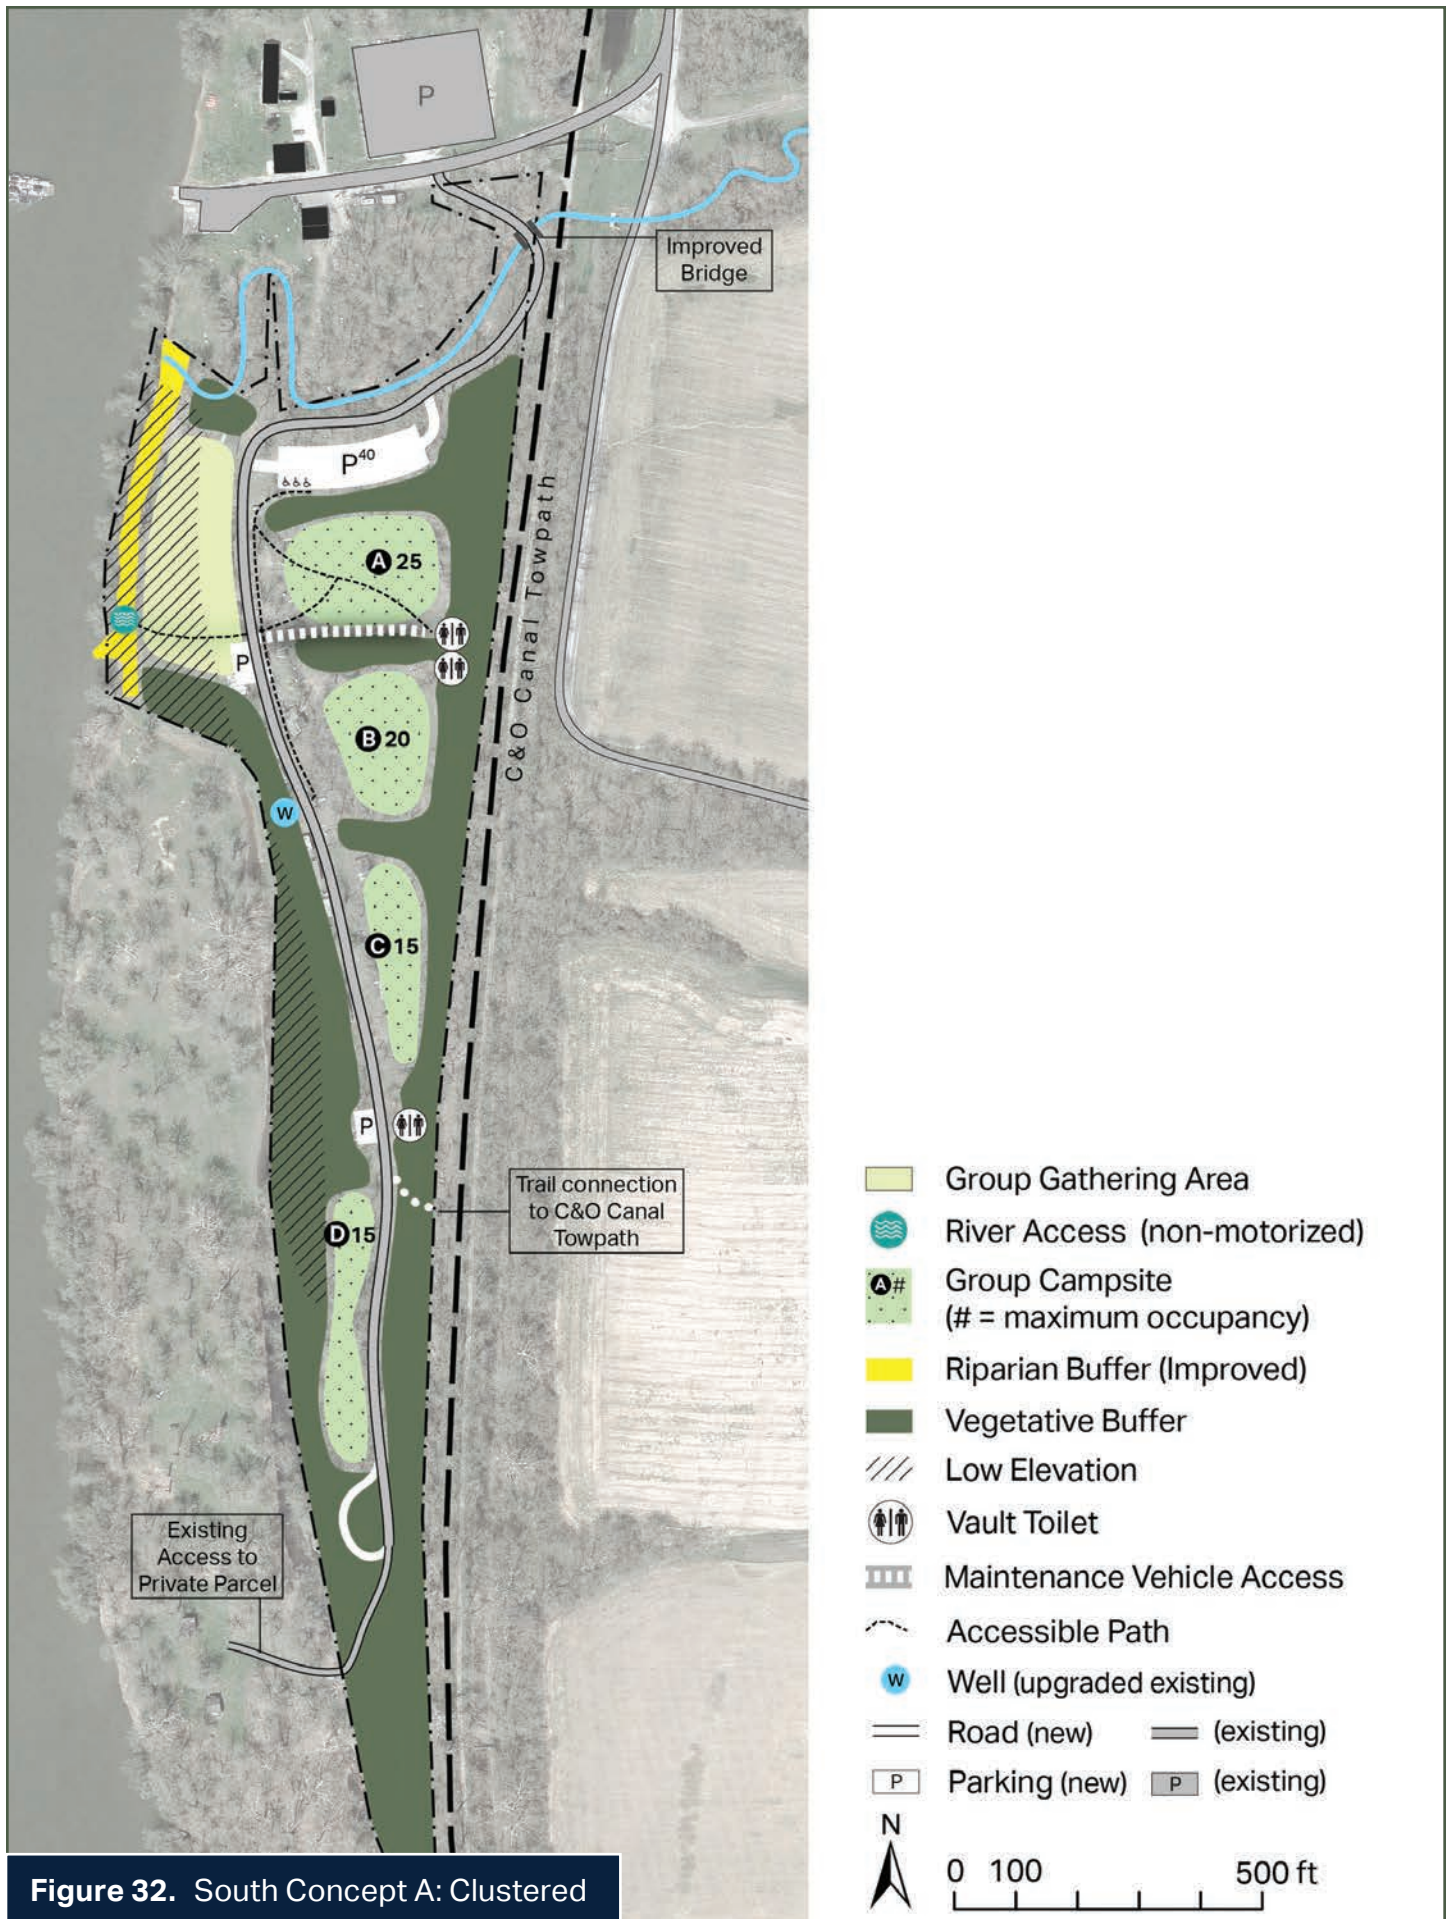 P
Improved
Bridge
P40
A 25
C&O Canal Towpath
P
B 20
W
C 15
P
Trail connection
to C&O Canal
Towpath
D 15
Existing
Access to
Private Parcel
Group Gathering Area
River Access (non-motorized)
A# Group Campsite
(# = maximum occupancy)
Riparian Buffer (Improved)
Vegetative Buffer
Low Elevation
Vault Toilet
Maintenance Vehicle Access
Accessible Path
W Well (upgraded existing)
Road (new) (existing)
P Parking (new) P (existing)
N
0 100 500 ft
Figure 32. South Concept A: Clustered